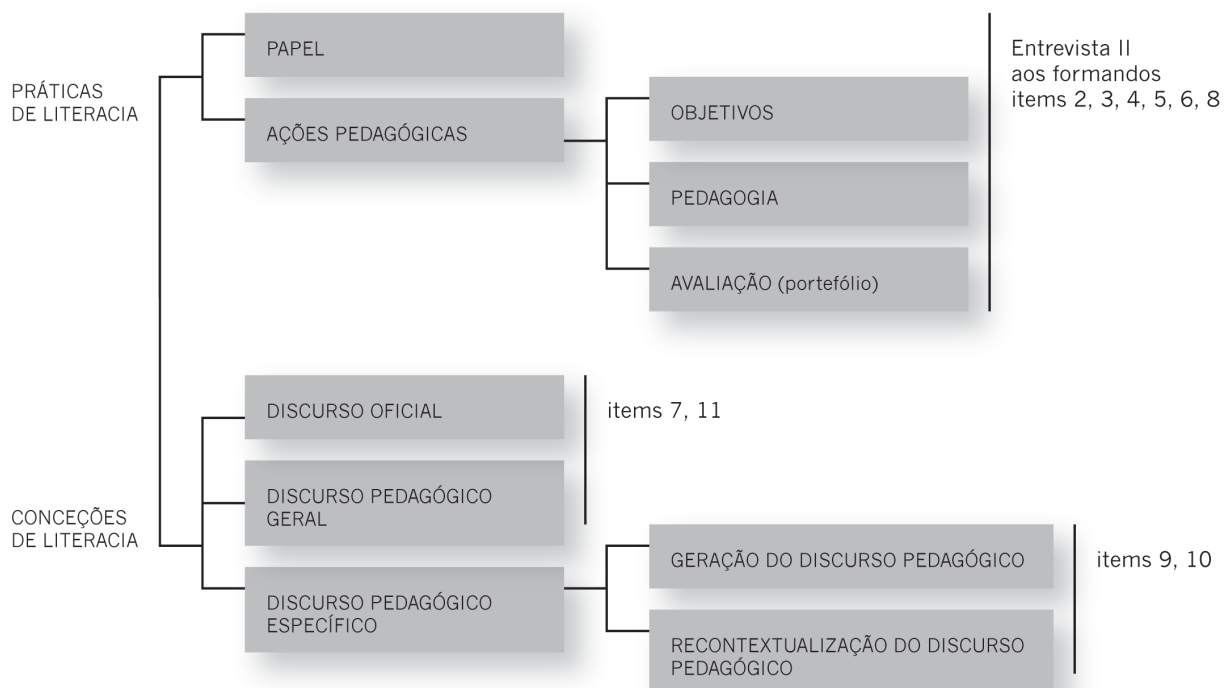 PRÁTICAS
DE LITERACIA
PAPEL
AÇÕES PEDAGÓGICAS
OBJETIVOS
PEDAGOGIA
AVALIAÇÃO (portefólio)
Entrevista II
aos formandos
items 2, 3, 4, 5, 6, 8
CONCEÇÕES
DE LITERACIA
DISCURSO OFICIAL
DISCURSO PEDAGÓGICO
GERAL
items 7, 11
DISCURSO PEDAGÓGICO
ESPECÍFICO
GERAÇÃO DO DISCURSO PEDAGÓGICO
RECONTEXTUALIZAÇÃO DO DISCURSO
PEDAGÓGICO
items 9, 10